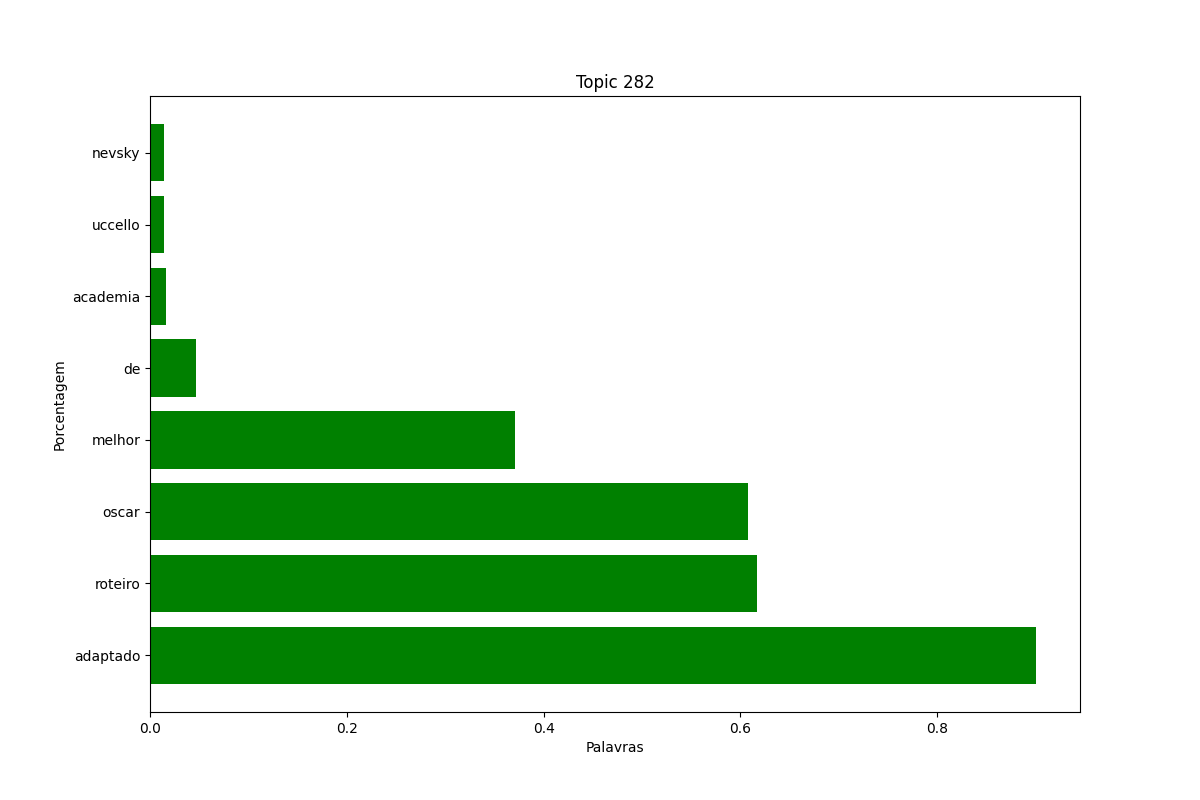 Topic 282
Porcentagem
nevsky
uccello
academia
de
melhor
oscar
roteiro
adaptado
0.0 0.2 0.4 0.6 0.8
Palavras